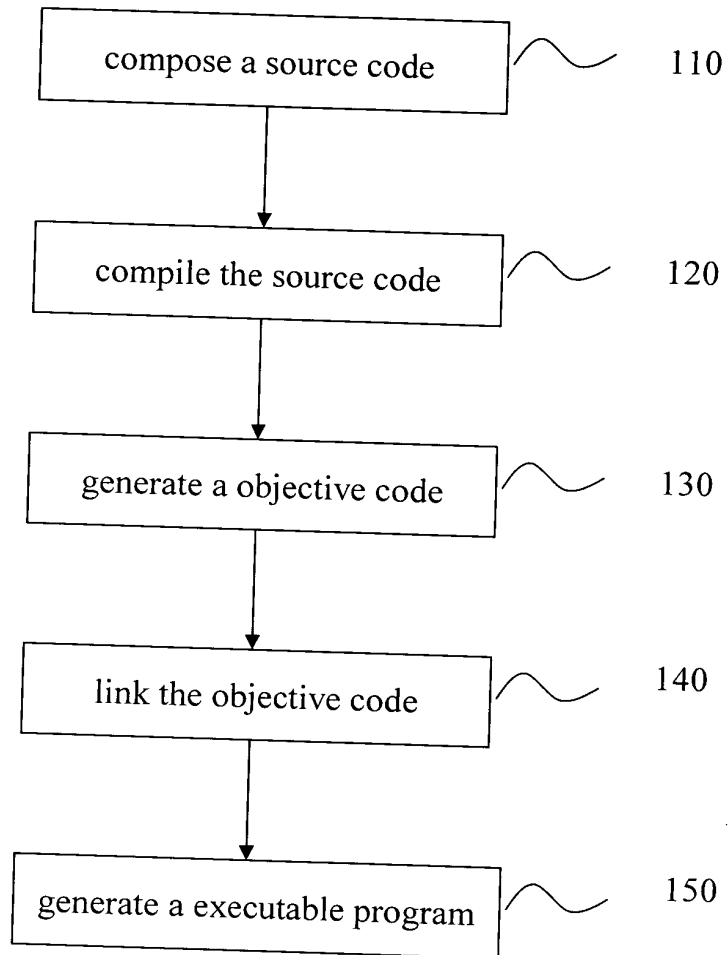 compose a source code 110
compile the source code 120
generate a objective code 130
link the objective code 140
generate a executable program 150